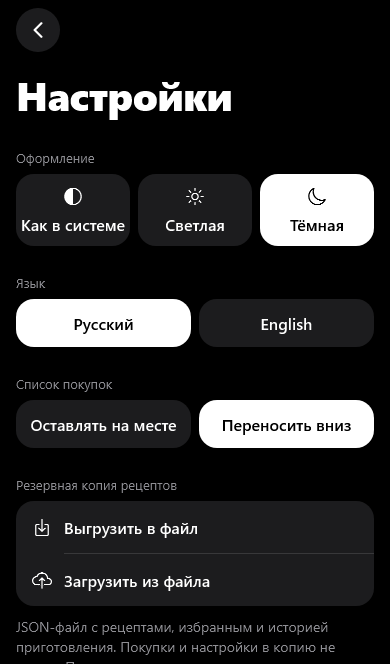 Настройки
Оформление
Как в системе
Светлая
Тёмная
Язык
Русский
English
Список покупок
Оставлять на месте
Переносить вниз
Резервная копия рецептов
Выгрузить в файл
Загрузить из файла
JSON-файл с рецептами, избранным и историей
приготовления. Покупки и настройки в копию не